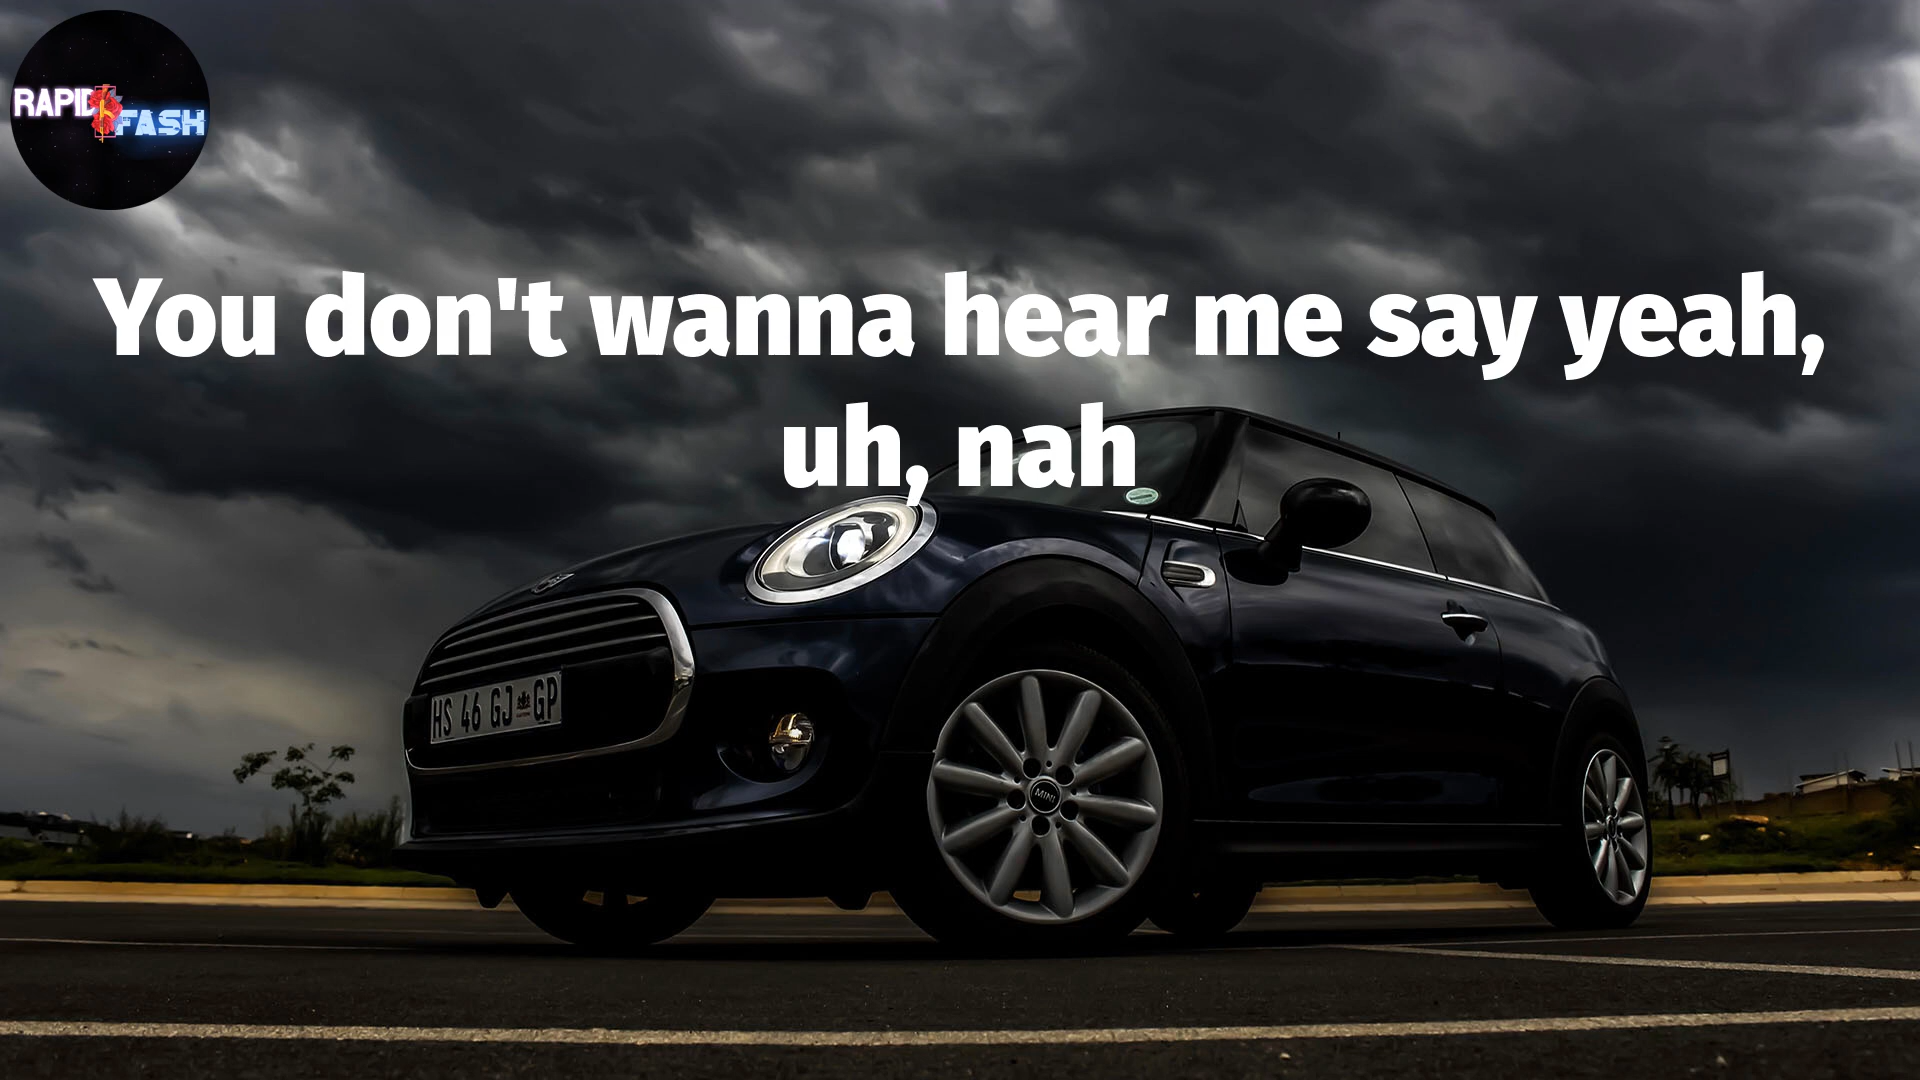 RAPID
FASH
You don't wanna hear me say yeah,
uh, nah
HS 46 GJ GP
MINI